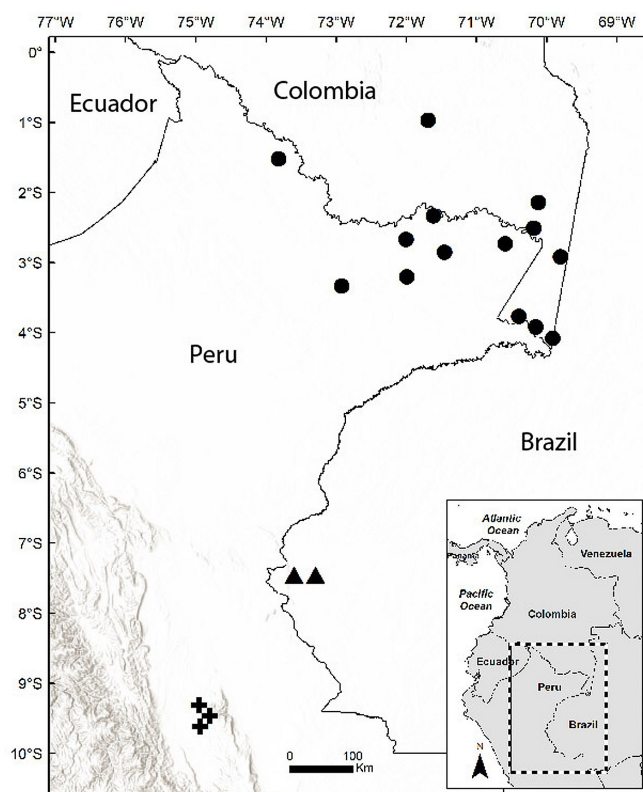 77°W 76°W 75°W 74°W 73°W 72°W 71°W 70°W 69°W
0°
Colombia
Ecuador
1°S
2°S
3°S
4°S
Peru
5°S
Brazil
6°S
7°S
8°S
9°S
10°S
0 100
Km
Atlantic
Ocean
Panama
Venezuela
Pacific
Ocean
Colombia
Ecuador
Peru
Brazil
N